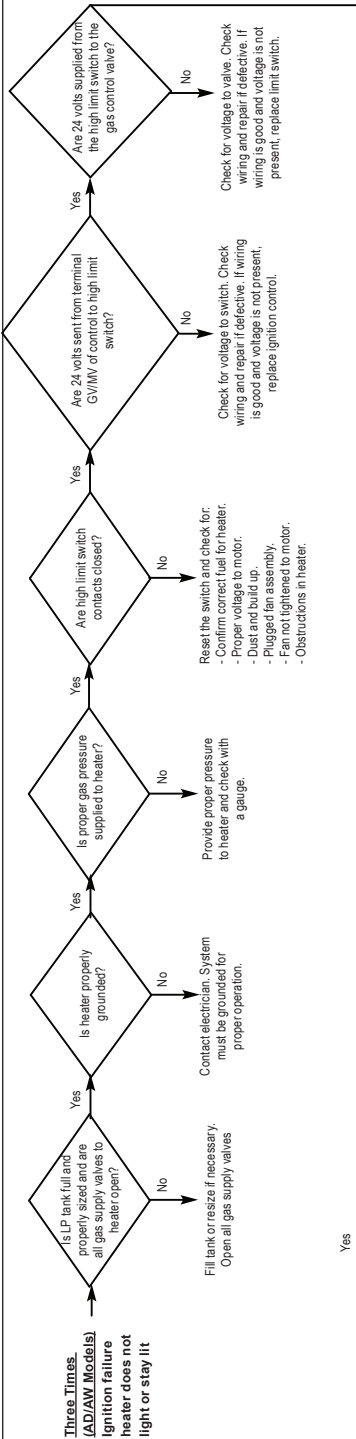 Three Times
(AD/AW Models)
Ignition failure
heater does not
light or stay lit
Is LP tank full and
properly sized and are
all gas supply valves to
heater open?
No
Fill tank or resize if necessary.
Open all gas supply valves
Yes
Is heater properly
grounded?
No
Contact electrician. System
must be grounded for
proper operation.
Yes
Is proper gas pressure
supplied to heater?
No
Provide proper pressure
to heater and check with
a gauge.
Yes
Are high limit switch
contacts closed?
No
Reset the switch and check for:
- Confirm correct fuel for heater.
- Proper voltage to motor.
- Dust and build up.
- Plugged fan assembly.
- Fan not tightened to motor.
- Obstructions in heater.
Yes
Are 24 volts sent from terminal
GV/MV of control to high limit
switch?
No
Check for voltage to switch. Check
wiring and repair if defective. If wiring
is good and voltage is not present,
replace ignition control.
Yes
Are 24 volts supplied from
the high limit switch to the
gas control valve?
No
Check for voltage to valve. Check
wiring and repair if defective. If
wiring is good and voltage is not
present, replace limit switch.
Yes